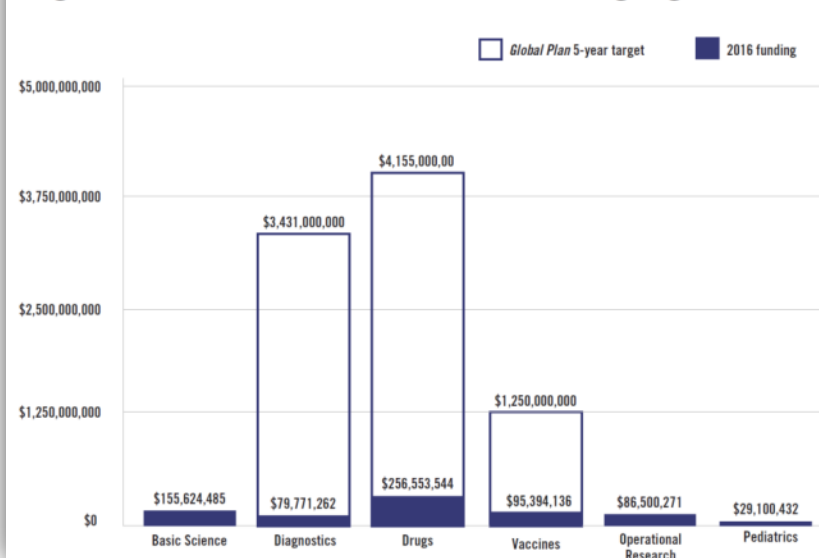 Global Plan 5-year target
2016 funding
$5,000,000,000
$4,155,000,00
$3,750,000,000
$3,431,000,000
$2,500,000,000
$1,250,000,000
$1,250,000,000
$256,553,544
$155,624,485
$79,771,262
$95,394,136
$86,500,271
$29,100,432
$0
Basic Science
Diagnostics
Drugs
Vaccines
Operational
Research
Pediatrics